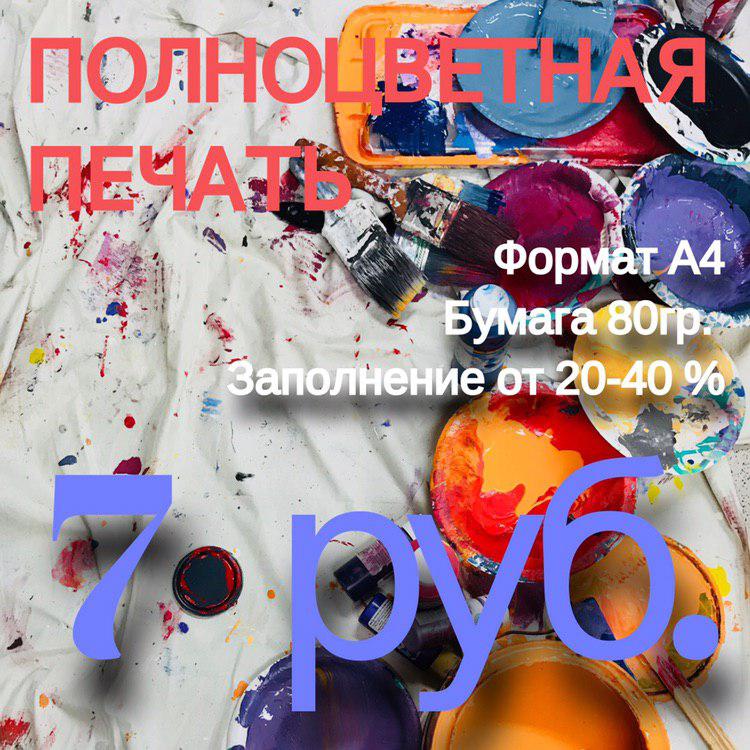 ПОЛНОЦВЕТНАЯ
ПЕЧАТЬ
Формат А4
Бумага 80гр.
Заполнение от 20-40 %
7 руб.